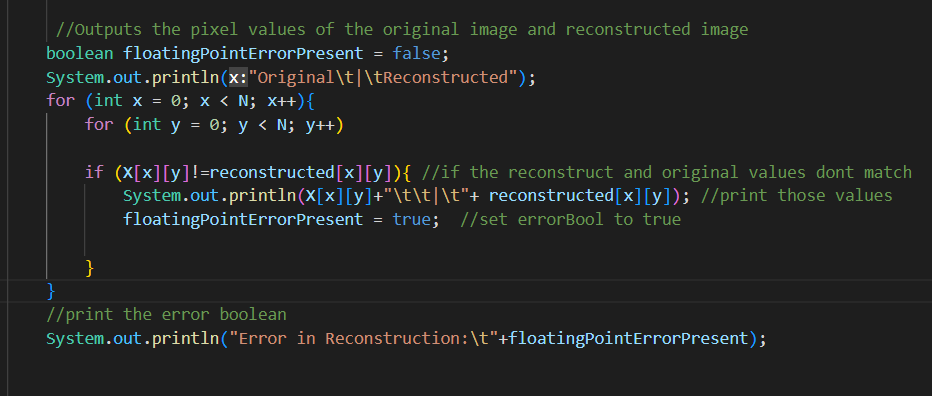 //Outputs the pixel values of the original image and reconstructed image
boolean floatingPointErrorPresent = false;
System.out.println(x:"Original\t|\tReconstructed");
for (int x = 0; x < N; x++){
for (int y = 0; y < N; y++)
if (X[x][y]!=reconstructed[x][y]){ //if the reconstruct and original values dont match
System.out.println(X[x][y]+"\t\t|\t"+ reconstructed[x][y]); //print those values
floatingPointErrorPresent = true;  //set errorBool to true
}
}
//print the error boolean
System.out.println("Error in Reconstruction:\t"+floatingPointErrorPresent);